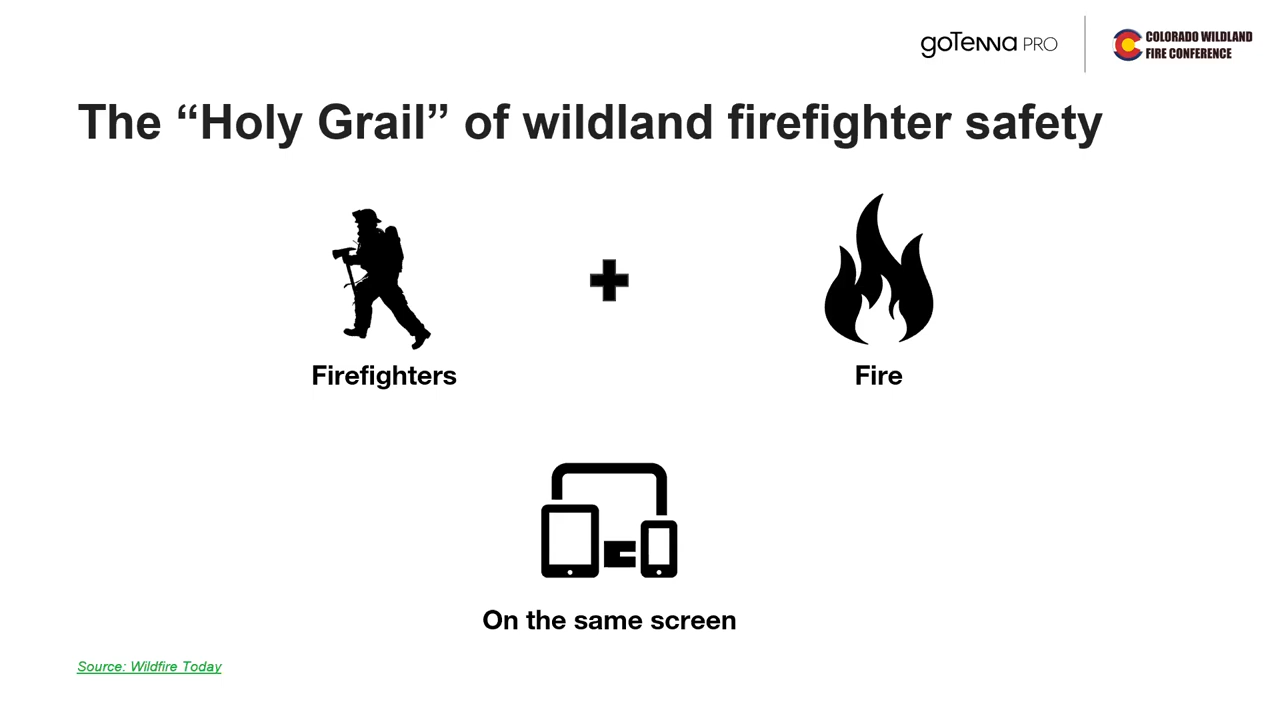 goTenna PRO
COLORADO WILDLAND
FIRE CONFERENCE
The “Holy Grail” of wildland firefighter safety
Firefighters
Fire
On the same screen
Source: Wildfire Today